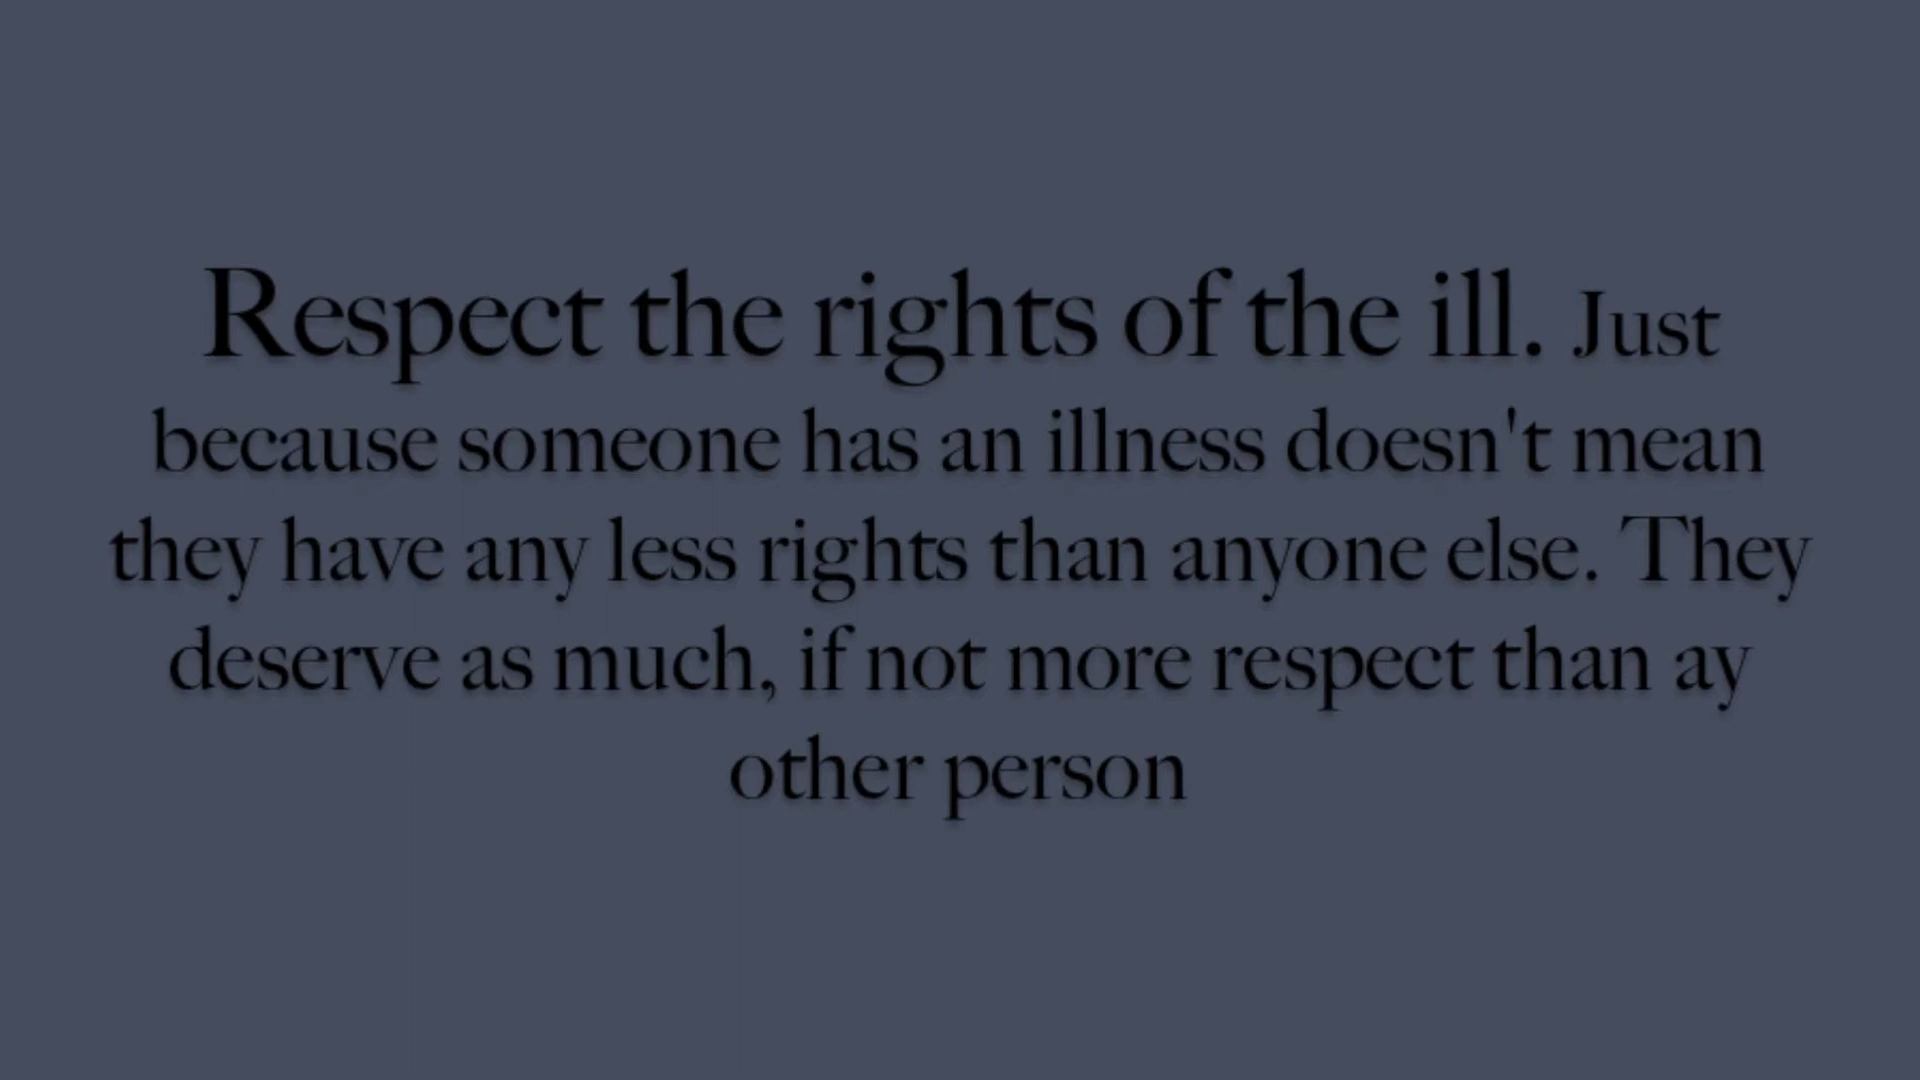 Respect the rights of the ill. Just
because someone has an illness doesn't mean
they have any less rights than anyone else. They
deserve as much, if not more respect than ay
other person